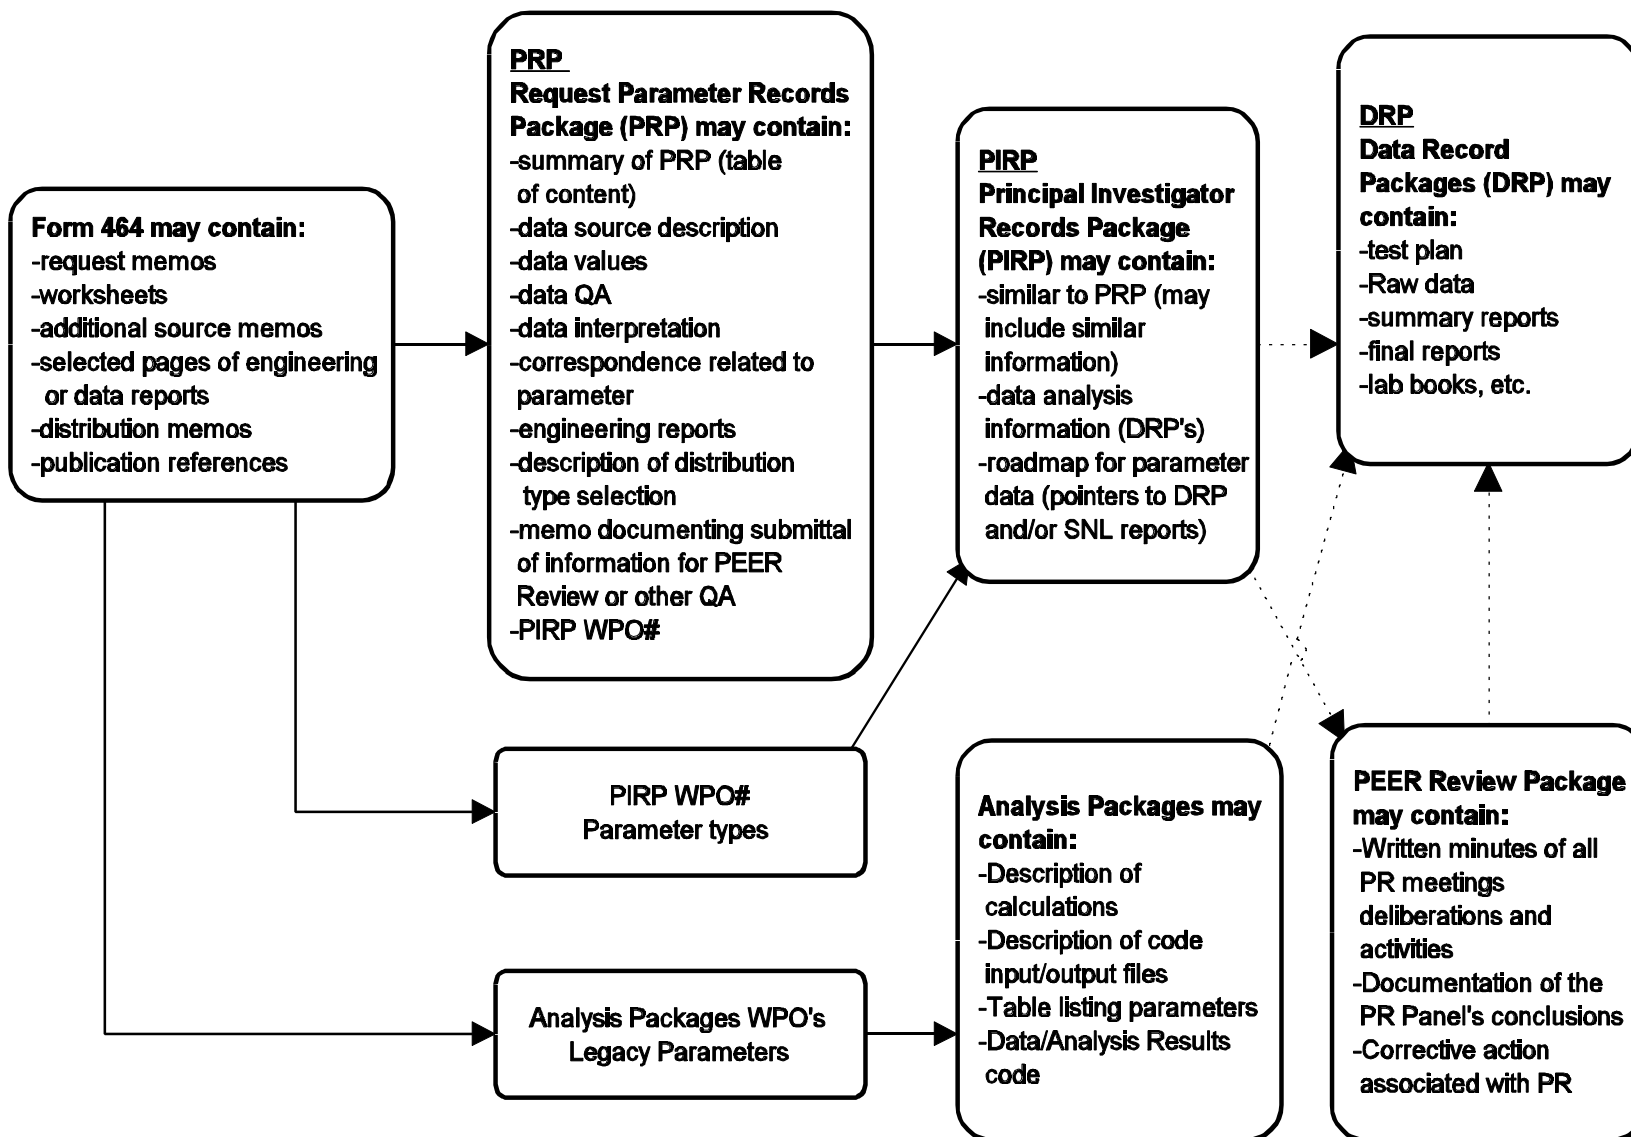 Form 464 may contain:
-request memos
-worksheets
-additional source memos
-selected pages of engineering
or data reports
-distribution memos
-publication references
PRP
Request Parameter Records
Package (PRP) may contain:
-summary of PRP (table
of content)
-data source description
-data values
-data QA
-data interpretation
-correspondence related to
parameter
-engineering reports
-description of distribution
type selection
-memo documenting submittal
of information for PEER
Review or other QA
-PIRP WPO#
PIRP WPO#
Parameter types
Analysis Packages WPO's
Legacy Parameters
PIRP
Principal Investigator
Records Package
(PIRP) may contain:
-similar to PRP (may
include similar
information)
-data analysis
information (DRP's)
-roadmap for parameter
data (pointers to DRP
and/or SNL reports)
Analysis Packages may
contain:
-Description of
calculations
-Description of code
input/output files
-Table listing parameters
-Data/Analysis Results
code
DRP
Data Record
Packages (DRP) may
contain:
-test plan
-Raw data
-summary reports
-final reports
-lab books, etc.
PEER Review Package
may contain:
-Written minutes of all
PR meetings
deliberations and
activities
-Documentation of the
PR Panel's conclusions
-Corrective action
associated with PR